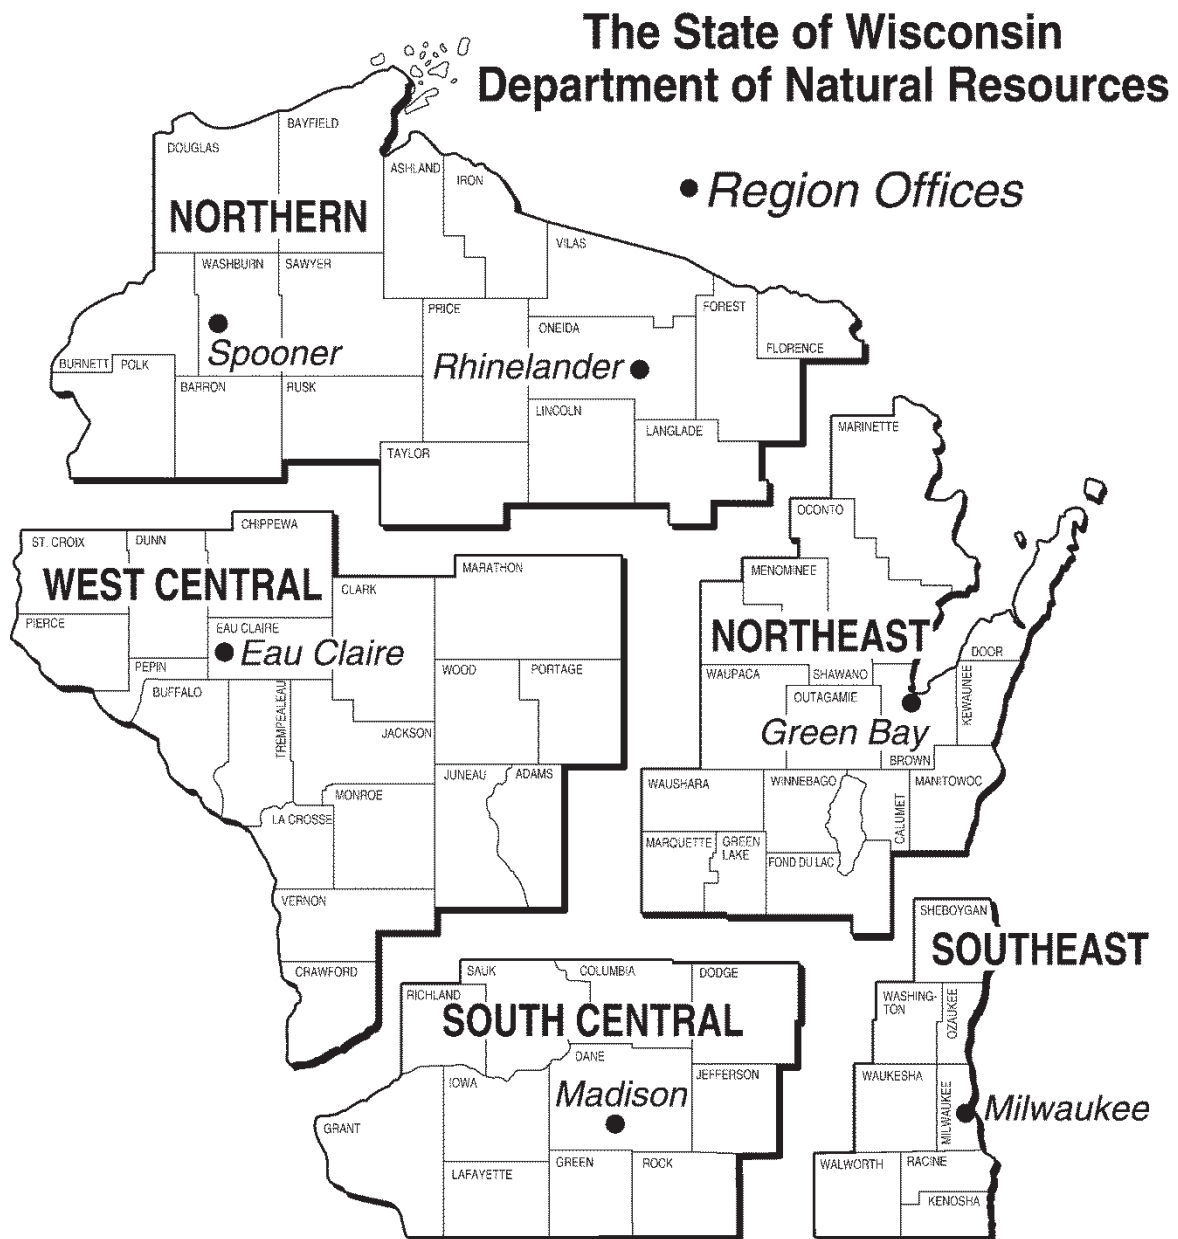 The State of Wisconsin
Department of Natural Resources
Region Offices
BAYFIELD
DOUGLAS
ASHLAND
IRON
NORTHERN
VILAS
WASHBURN
SAWYER
PRICE
FOREST
ONEIDA
FLORENCE
Spooner
Rhinelander
BURNETT
POLK
BARRON
RUSK
LINCOLN
LANGLADE
TAYLOR
CHIPPEWA
ST. CROIX
DUNN
WEST CENTRAL
MARATHON
CLARK
PIERCE
EAU CLAIRE
Eau Claire
PEPIN
WOOD
PORTAGE
BUFFALO
TREMPEALEAU
JACKSON
JUNEAU
ADAMS
MONROE
LA CROSSE
VERNON
CRAWFORD
MARINETTE
OCONTO
MENOMINEE
NORTHEAST
DOOR
WAUPACA
SHAWANO
OUTAGAMIE
KEWAUNEE
Green Bay
BROWN
WAUSHARA
WINNEBAGO
MANITOWOC
CALUMET
MARQUETTE
GREEN
LAKE
FOND DU LAC
SAUK
COLUMBIA
DODGE
RICHLAND
SOUTH CENTRAL
DANE
IOWA
JEFFERSON
Madison
GRANT
LAFAYETTE
GREEN
ROCK
SHEBOYGAN
SOUTHEAST
WASHING-
TON
OZAUKEE
WAUKESHA
MILWAUKEE
Milwaukee
WALWORTH
RACINE
KENOSHA